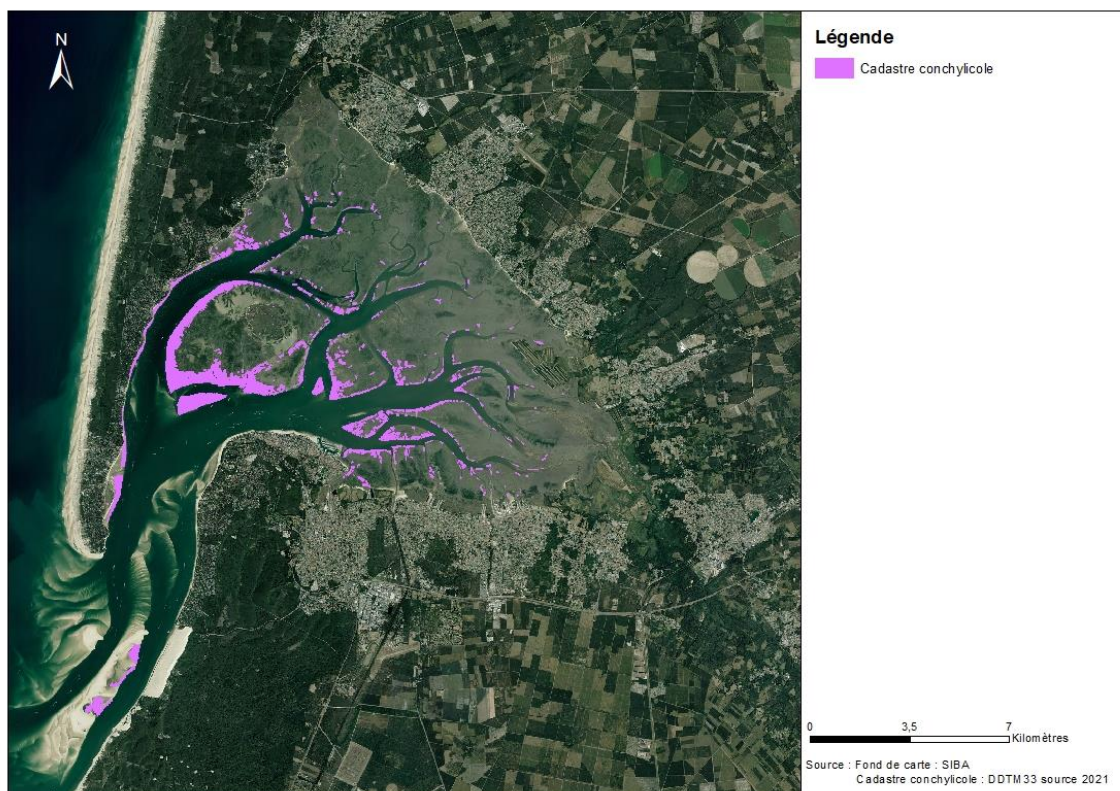 N
Légende
Cadastre conchylicole
0 3,5 7
Kilomètres
Source : Fond de carte : SIBA
Cadastre conchylicole : DDTM33 source 2021